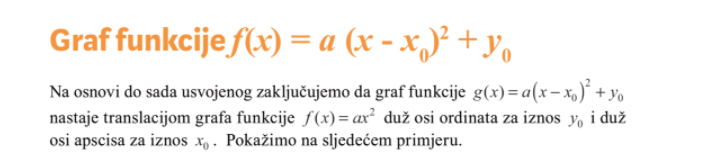 Graf funkcije f(x) = a (x - x₀)² + y₀
Na osnovi do sada usvojenog zaključujemo da graf funkcije g(x) = a(x − x₀)² + y₀
nastaje translacijom grafa funkcije f(x) = ax² duž osi ordinata za iznos y₀ i duž
osi apscisa za iznos x₀ . Pokažimo na sljedećem primjeru.